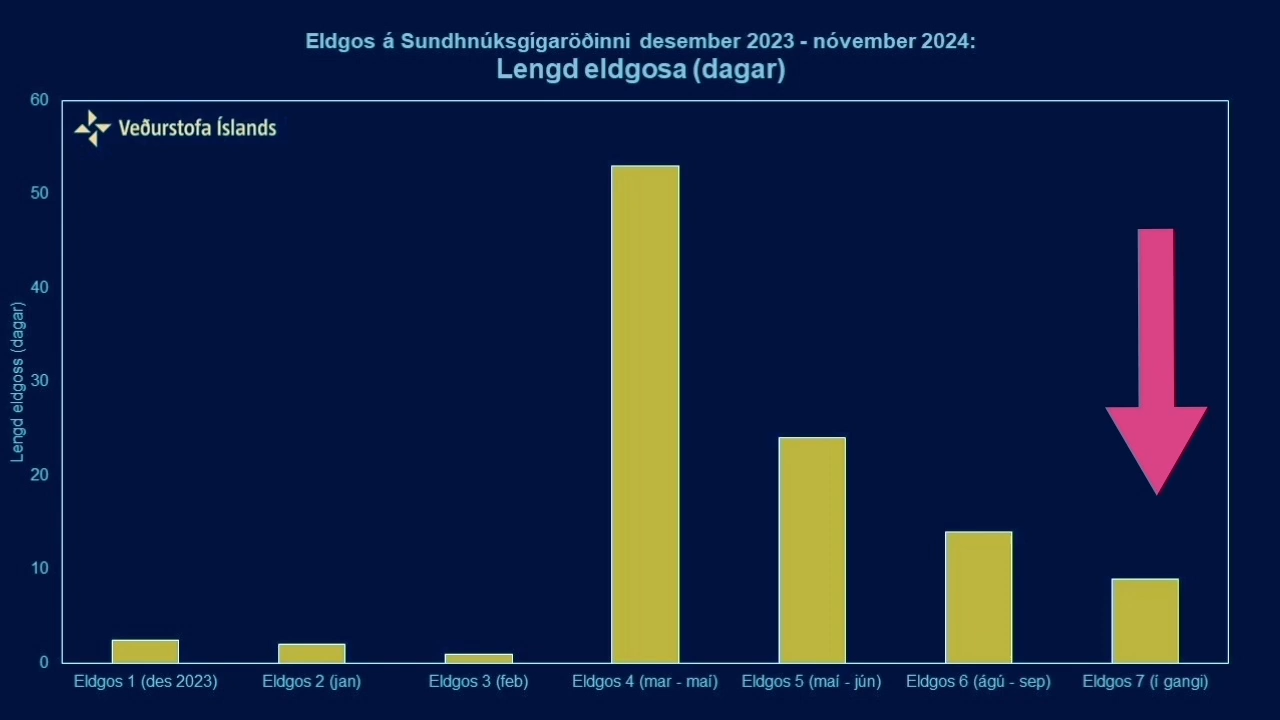 Eldgos á Sundhnúksgígaröðinni desember 2023 - nóvember 2024:
Lengd eldgosa (dagar)
Veðurstofa Íslands
Lengd eldgoss (dagar)
60
50
40
30
20
10
0
Eldgos 1 (des 2023)
Eldgos 2 (jan)
Eldgos 3 (feb)
Eldgos 4 (mar - maí)
Eldgos 5 (maí - jún)
Eldgos 6 (ágú - sep)
Eldgos 7 (í gangi)